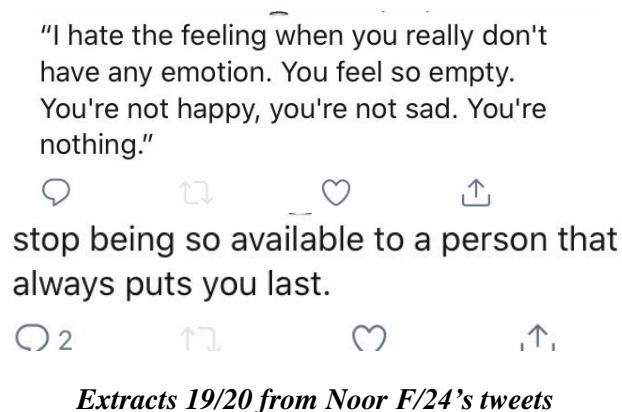 “I hate the feeling when you really don't
have any emotion. You feel so empty.
You're not happy, you're not sad. You're
nothing.”
stop being so available to a person that
always puts you last.
2
Extracts 19/20 from Noor F/24’s tweets